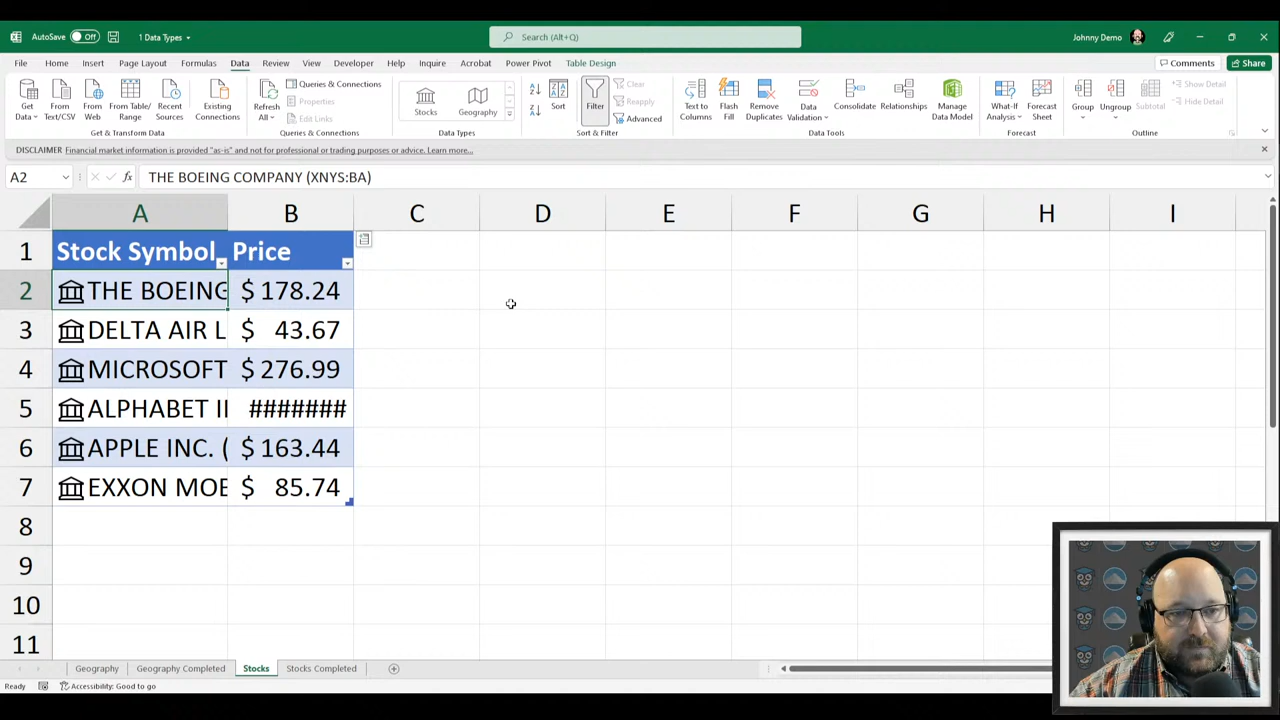 AutoSave Off 1 Data Types Search (Alt+Q) Johnny Demo
File Home Insert Page Layout Formulas Data Review View Developer Help Inquire Acrobat Power Pivot Table Design Comments Share
Get Data From Text/CSV From Web From Table/Range Recent Sources Existing Connections
Get & Transform Data
Refresh All Queries & Connections Properties Edit Links
Queries & Connections
Stocks Geography
Data Types
Sort Filter Clear Reapply Advanced
Sort & Filter
Text to Columns Flash Fill Remove Duplicates Data Validation Consolidate Relationships Manage Data Model
Data Tools
What-If Analysis Forecast Sheet
Forecast
Group Ungroup Subtotal Show Detail Hide Detail
Outline
DISCLAIMER Financial market information is provided "as-is" and not for professional or trading purposes or advice. Learn more...
A2 fx THE BOEING COMPANY (XNYS:BA)
A B C D E F G H I
1 Stock Symbol Price
2 THE BOEING $ 178.24
3 DELTA AIR L $ 43.67
4 MICROSOFT $ 276.99
5 ALPHABET I #######
6 APPLE INC. ( $ 163.44
7 EXXON MOB $ 85.74
8
9
10
11
Geography Geography Completed Stocks Stocks Completed
Ready Accessibility: Good to go